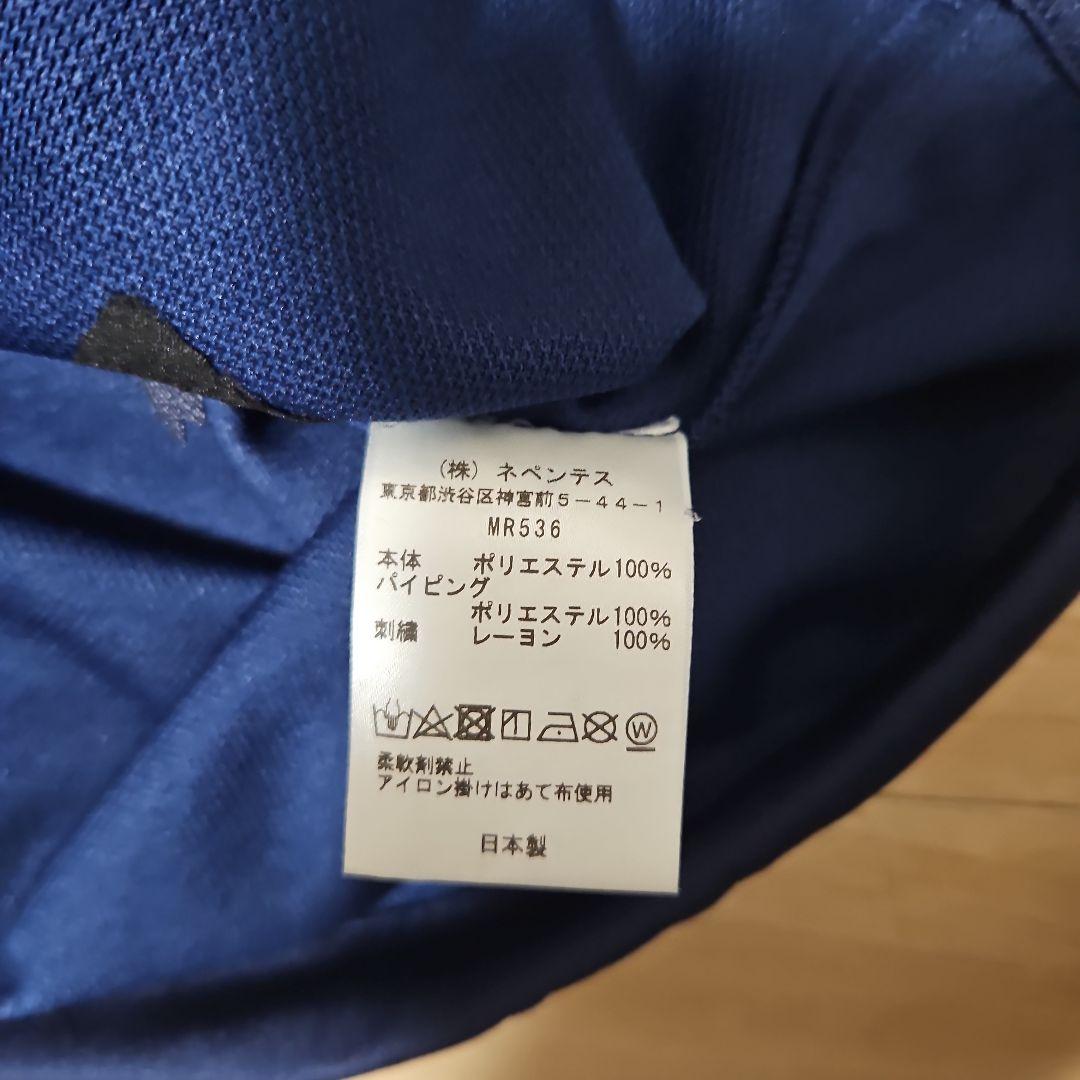 (株) ネペンテス
東京都渋谷区神宮前5-44-1
MR536
本体 ポリエステル100%
パイピング
ポリエステル100%
刺繍 レーヨン 100%
W
柔軟剤禁止
アイロン掛けはあて布使用
日本製